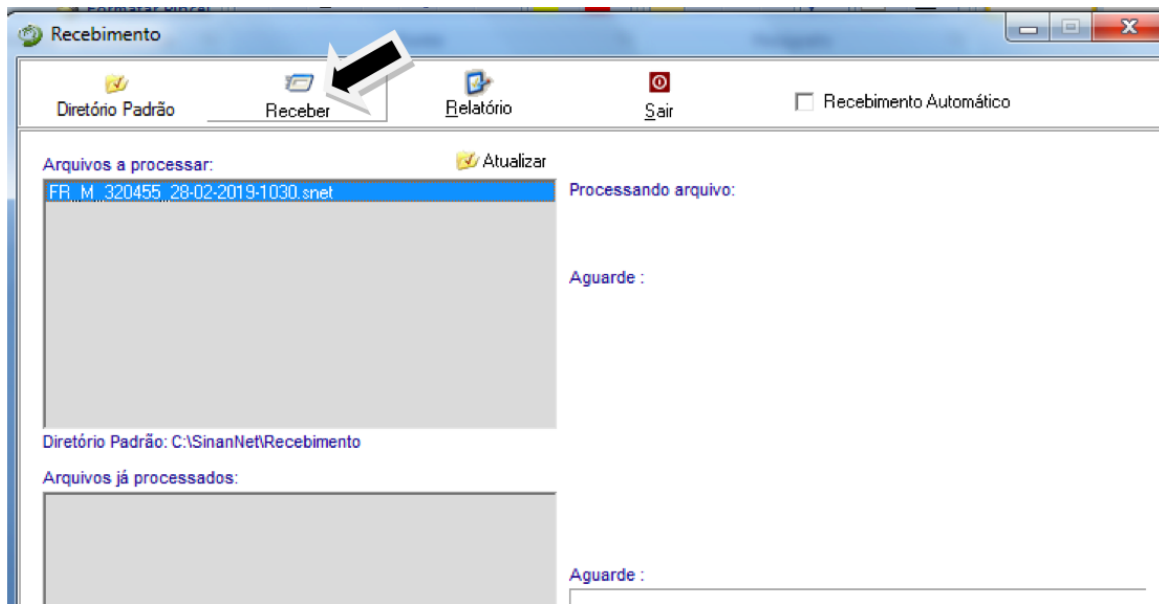 Recebimento
Diretório Padrão
Receber
Relatório
Sair
Recebimento Automático
Arquivos a processar:
Atualizar
FR_M_320455_28-02-2019-1030.snet
Processando arquivo:
Aguarde :
Diretório Padrão: C:\SinanNet\Recebimento
Arquivos já processados:
Aguarde :